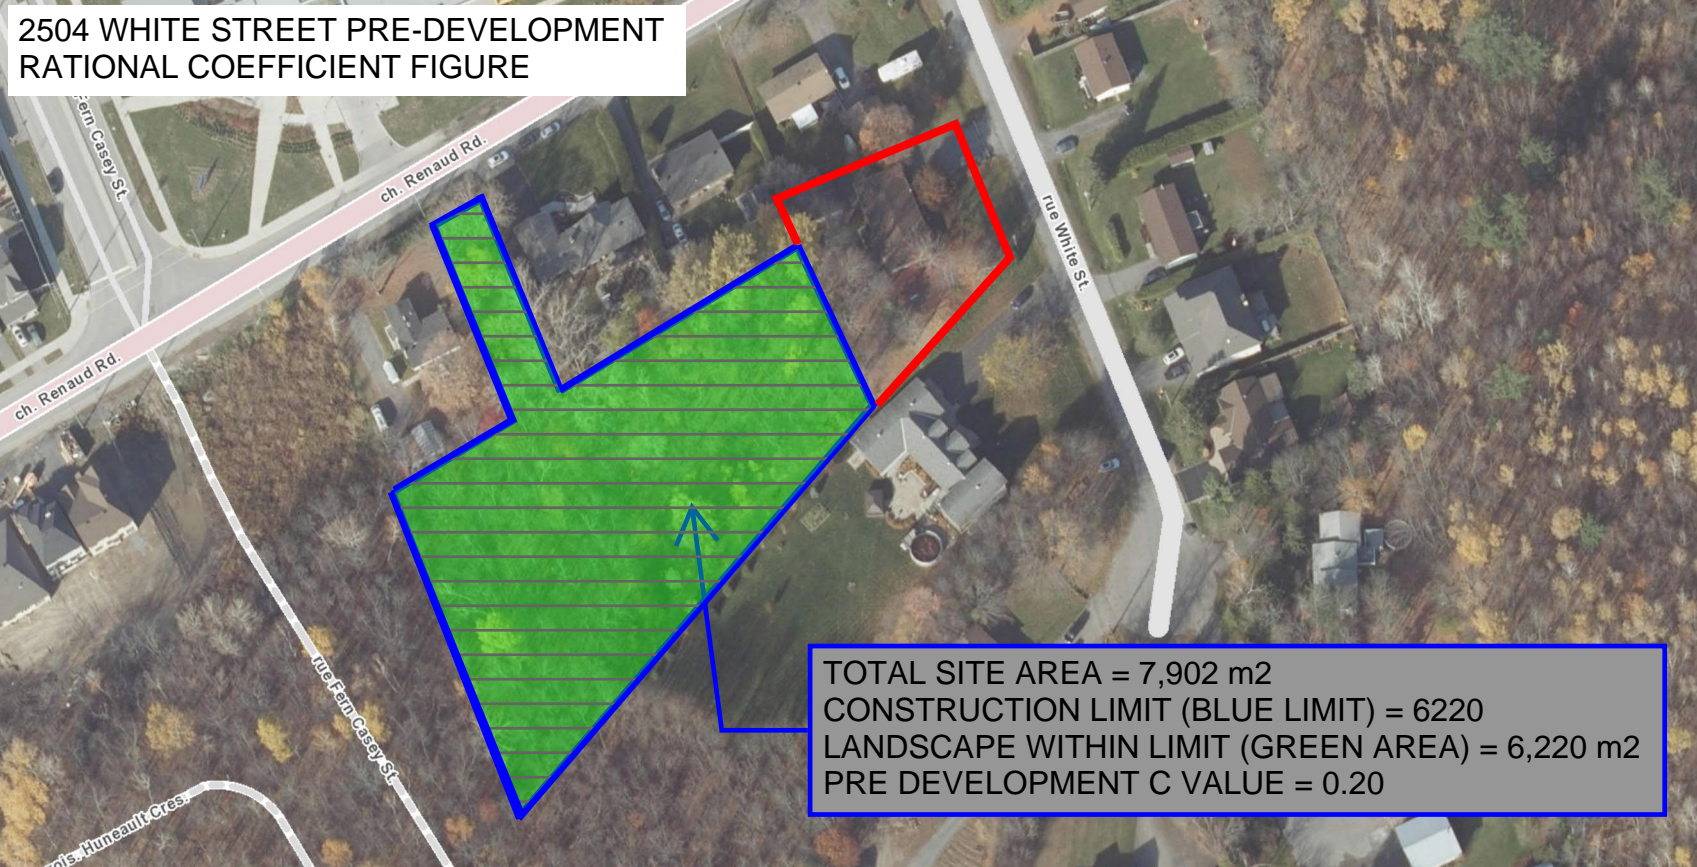 2504 WHITE STREET PRE-DEVELOPMENT
RATIONAL COEFFICIENT FIGURE
Fern Casey St.
ch. Renaud Rd.
rue White St.
ch. Renaud Rd.
rue Fern Casey St.
Huneault Cres.
TOTAL SITE AREA = 7,902 m2
CONSTRUCTION LIMIT (BLUE LIMIT) = 6220
LANDSCAPE WITHIN LIMIT (GREEN AREA) = 6,220 m2
PRE DEVELOPMENT C VALUE = 0.20